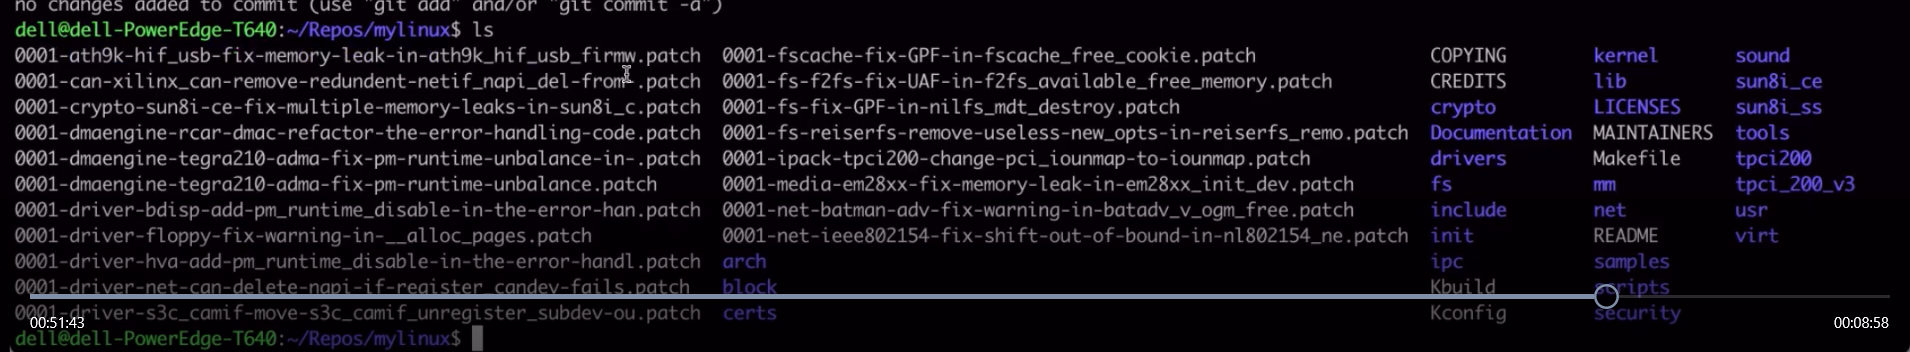 no changes added to commit (use "git add" and/or "git commit -a")
dell@dell-PowerEdge-T640:~/Repos/mylinux$ ls
0001-ath9k-hif_usb-fix-memory-leak-in-ath9k_hif_usb_firmw.patch 0001-fscache-fix-GPF-in-fscache_free_cookie.patch COPYING kernel sound
0001-can-xilinx_can-remove-redundent-netif_napi_del-from-.patch 0001-fs-f2fs-fix-UAF-in-f2fs_available_free_memory.patch CREDITS lib sun8i_ce
0001-crypto-sun8i-ce-fix-multiple-memory-leaks-in-sun8i_c.patch 0001-fs-fix-GPF-in-nilfs_mdt_destroy.patch crypto LICENSES sun8i_ss
0001-dmaengine-rcar-dmac-refactor-the-error-handling-code.patch 0001-fs-reiserfs-remove-useless-new_opts-in-reiserfs_remo.patch Documentation MAINTAINERS tools
0001-dmaengine-tegra210-adma-fix-pm-runtime-unbalance-in-.patch 0001-ipack-tpci200-change-pci_iounmap-to-iounmap.patch drivers Makefile tpci200
0001-dmaengine-tegra210-adma-fix-pm-runtime-unbalance.patch 0001-media-em28xx-fix-memory-leak-in-em28xx_init_dev.patch fs mm tpci_200_v3
0001-driver-bdisp-add-pm_runtime_disable-in-the-error-han.patch 0001-net-batman-adv-fix-warning-in-batadv_v_ogm_free.patch include net usr
0001-driver-floppy-fix-warning-in-__alloc_pages.patch 0001-net-ieee802154-fix-shift-out-of-bound-in-nl802154_ne.patch init README virt
0001-driver-hva-add-pm_runtime_disable-in-the-error-handl.patch arch ipc samples
0001-driver-net-can-delete-napi-if-register_candev-fails.patch block Kbuild scripts
0001-driver-s3c_camif-move-s3c_camif_unregister_subdev-ou.patch certs Kconfig security
00:51:43 00:08:58
dell@dell-PowerEdge-T640:~/Repos/mylinux$